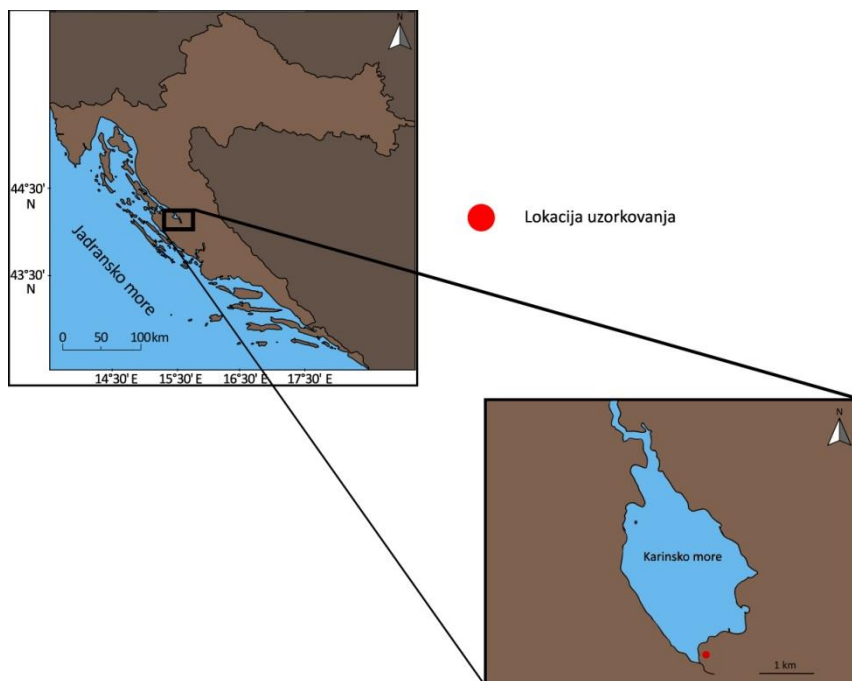 N
44°30'
N
43°30'
N
Jadransko more
0 50 100km
14°30' E 15°30' E 16°30' E 17°30' E
Lokacija uzorkovanja
N
Karinsko more
1 km